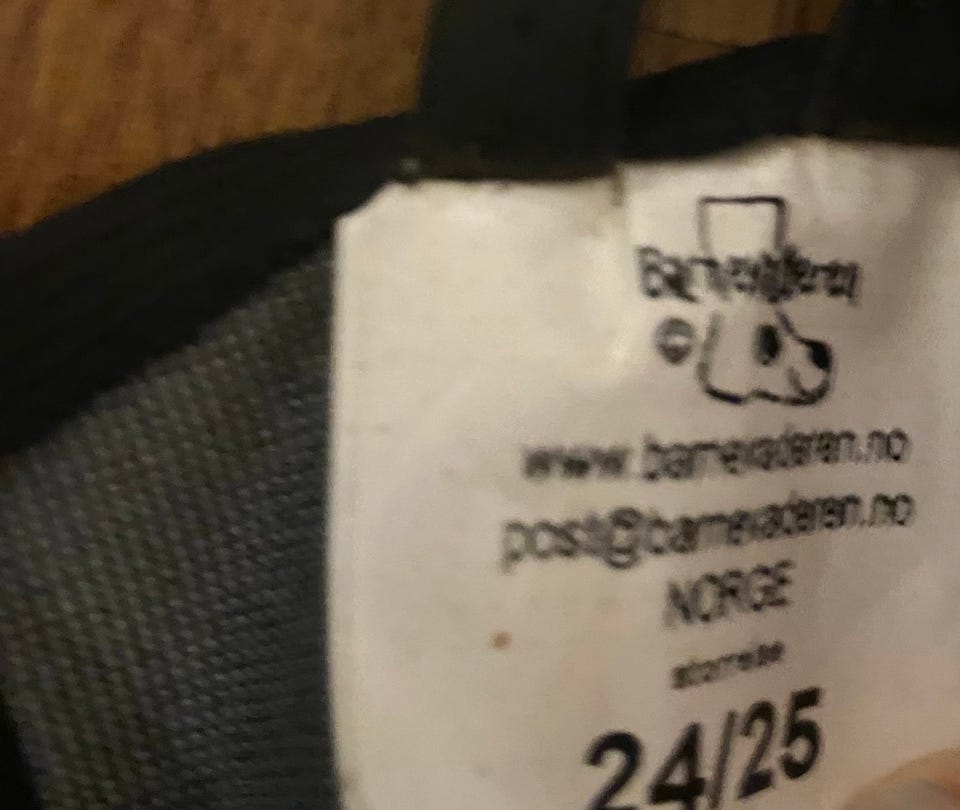 Barnevaderen
©
www.barnevaderen.no
post@barnevaderen.no
NORGE
størrelse
24/25